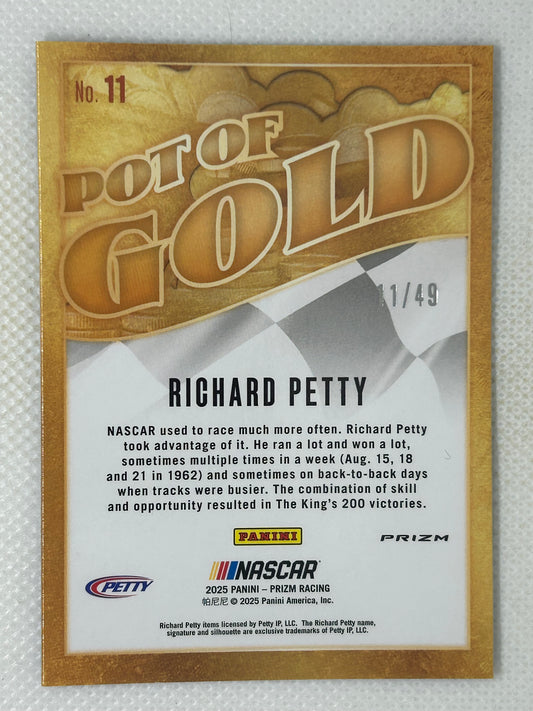 No. 11
POT OF
GOLD
11/49
RICHARD PETTY
NASCAR used to race much more often. Richard Petty
took advantage of it. He ran a lot and won a lot,
sometimes multiple times in a week (Aug. 15, 18
and 21 in 1962) and sometimes on back-to-back days
when tracks were busier. The combination of skill
and opportunity resulted in The King's 200 victories.
PANINI
PRIZM
PETTY
NASCAR
2025 PANINI – PRIZM RACING
帕尼尼 © 2025 Panini America, Inc.
Richard Petty items licensed by Petty IP, LLC. The Richard Petty name,
signature and silhouette are exclusive trademarks of Petty IP, LLC.